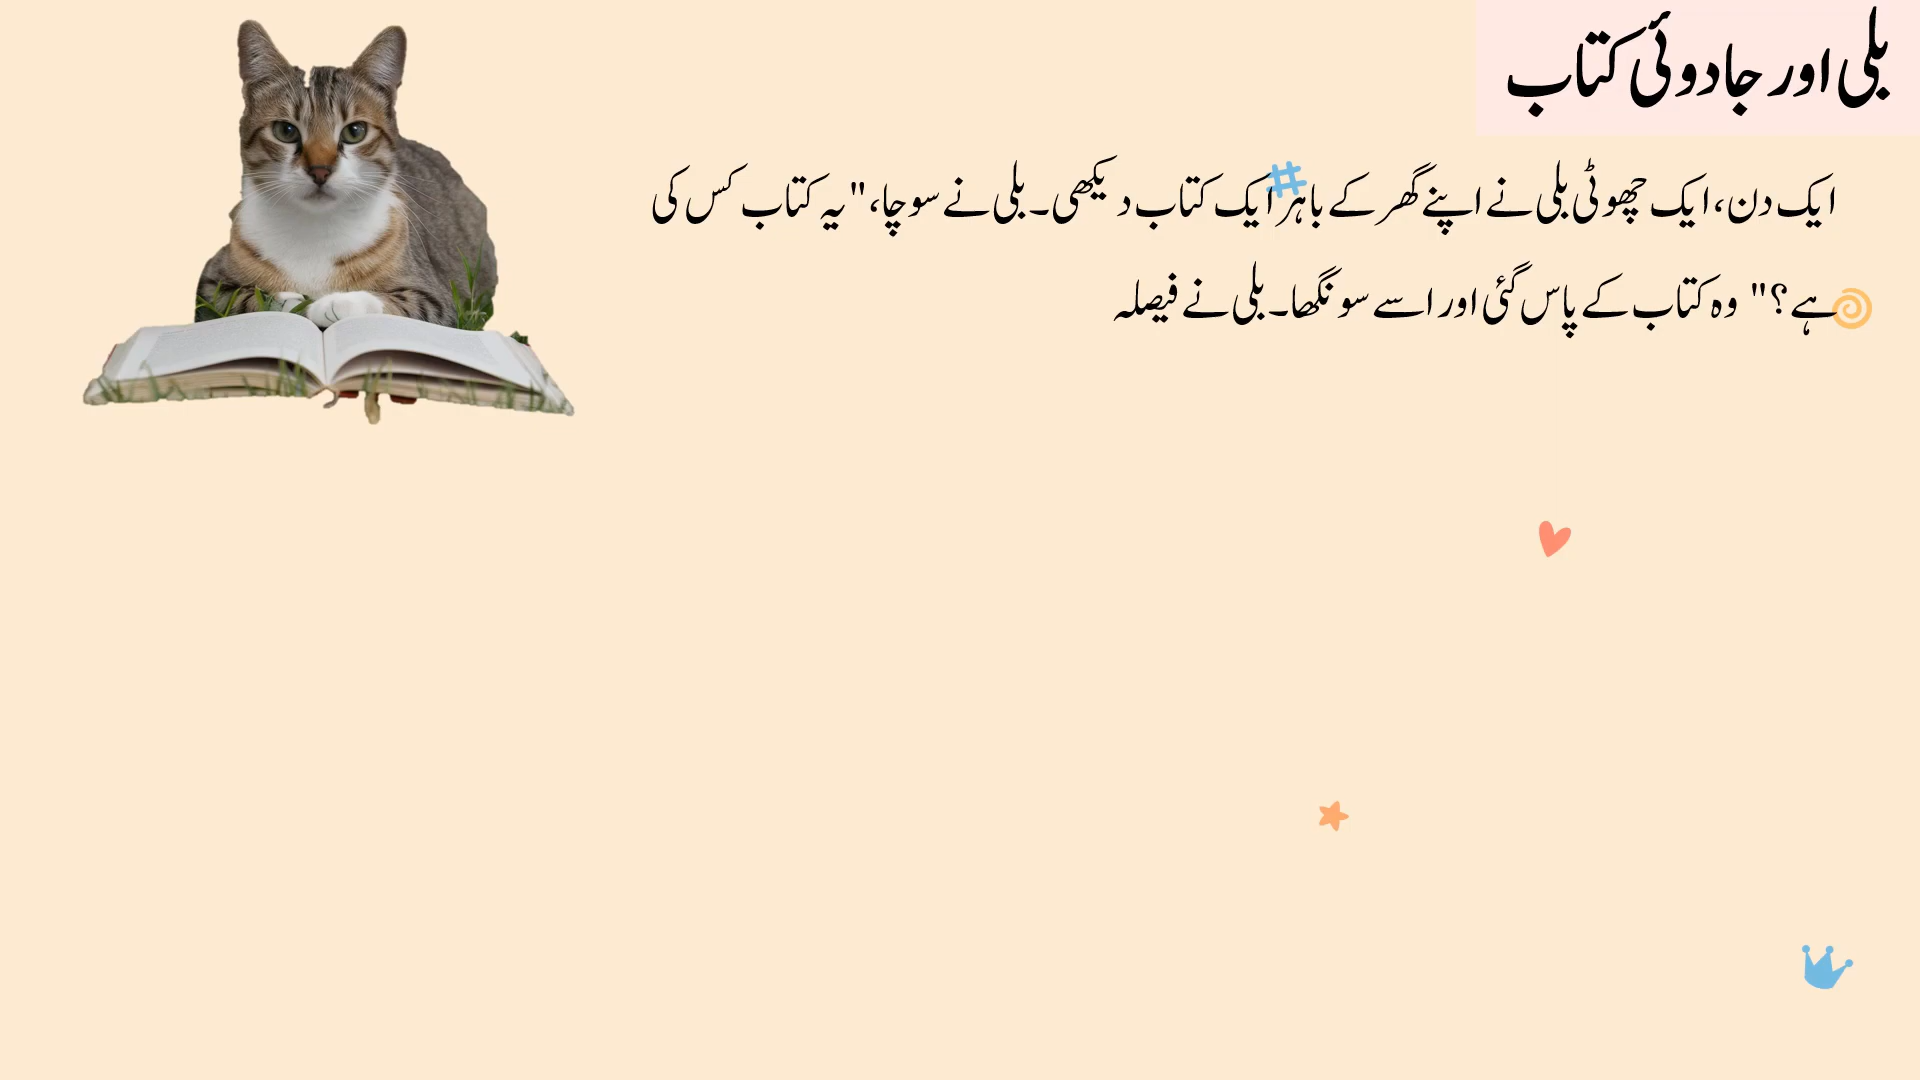 بلی اور جادوئی کتاب
ایک دن، ایک چھوٹی بلی نے اپنے گھر کے باہر ایک کتاب دیکھی۔ بلی نے سوچا، "یہ کتاب کس کی
ہے؟" وہ کتاب کے پاس گئی اور اسے سونگھا۔ بلی نے فیصلہ